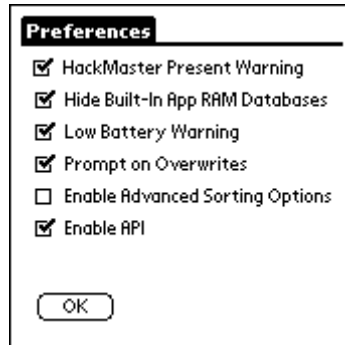 Preferences
HackMaster Present Warning
Hide Built-In App RAM Databases
Low Battery Warning
Prompt on Overwrites
Enable Advanced Sorting Options
Enable API
OK